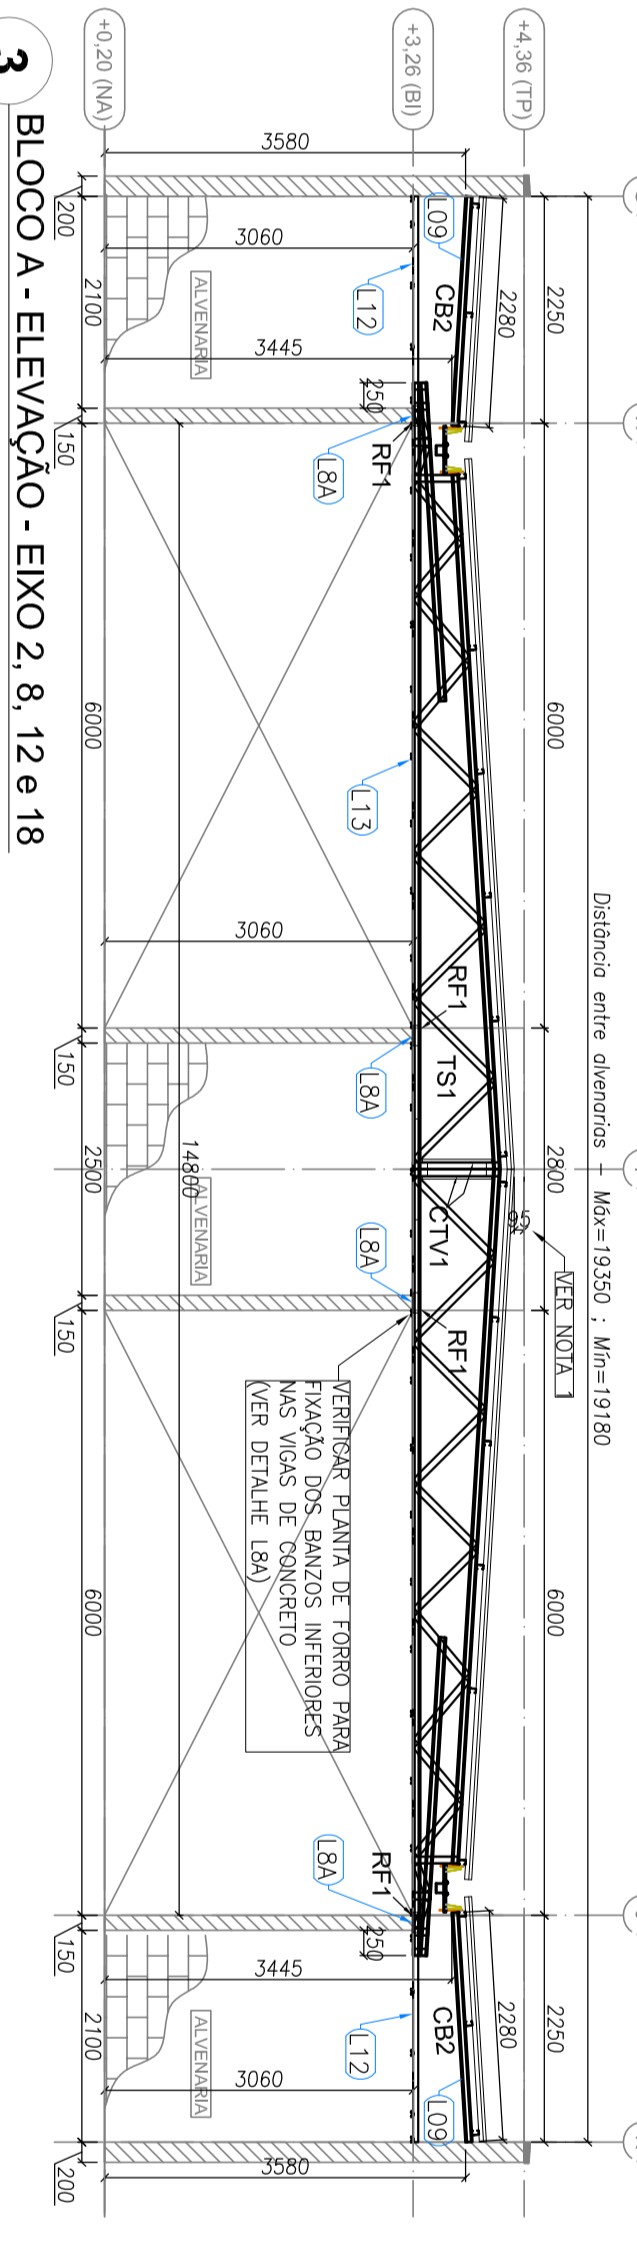 Distância entre alvenarias - Máx=19350 ; Mín=19180
2250
6000
2800
6000
2250
2280
2280
VER NOTA 1
+4,36 (TP)
+3,26 (BI)
+0,20 (NA)
L09
CB2
RF1
RF1
TS1
CTV1
RF1
RF1
CB2
L09
3580
3060
3445
250
3060
250
3445
3060
3580
L12
L8A
L13
L8A
L8A
L8A
L12
VERIFICAR PLANTA DE FORRO PARA
FIXAÇÃO DOS BANZOS INFERIORES
NAS VIGAS DE CONCRETO
(VER DETALHE L8A)
ALVENARIA
ALVENARIA
ALVENARIA
14800
200
2100
150
6000
150
2500
150
6000
150
2100
200
3
BLOCO A - ELEVAÇÃO - EIXO 2, 8, 12 e 18